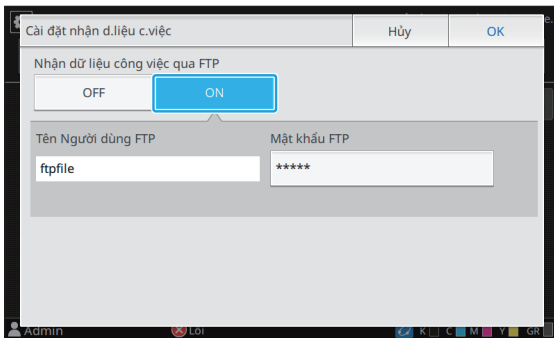 Cài đặt nhận d.liệu c.việc
Hủy
OK
Nhận dữ liệu công việc qua FTP
OFF
ON
Tên Người dùng FTP
Mật khẩu FTP
ftpfile
*****
Admin
Lỗi
K
C
M
Y
GR